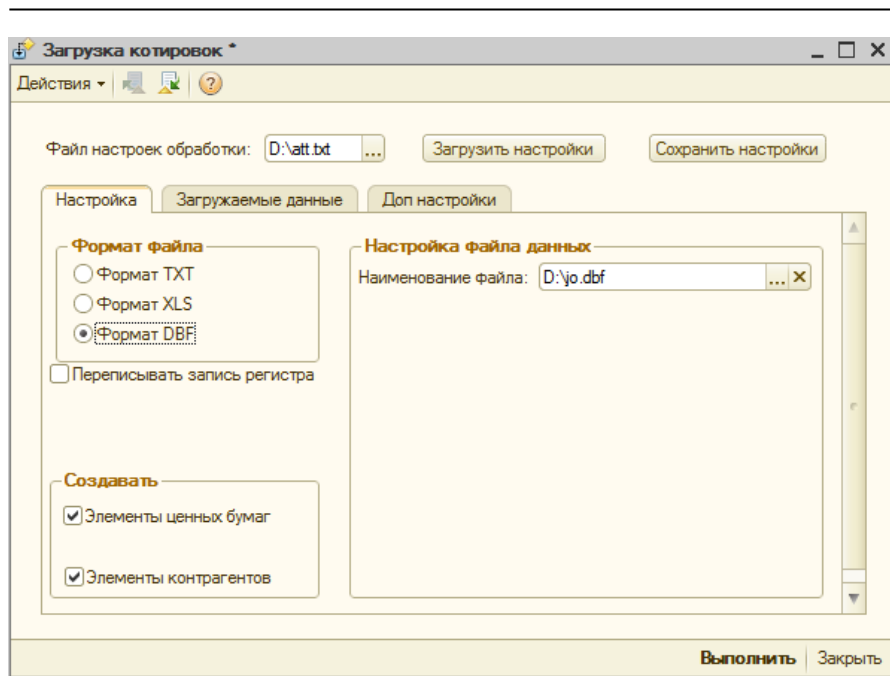 Загрузка котировок *
Действия
Файл настроек обработки: D:\att.txt ... Загрузить настройки Сохранить настройки
Настройка Загружаемые данные Доп настройки
Формат файла
Формат TXT
Формат XLS
Формат DBF
Переписывать запись регистра
Настройка файла данных
Наименование файла: D:\jo.dbf ...
Создавать
Элементы ценных бумаг
Элементы контрагентов
Выполнить Закрыть